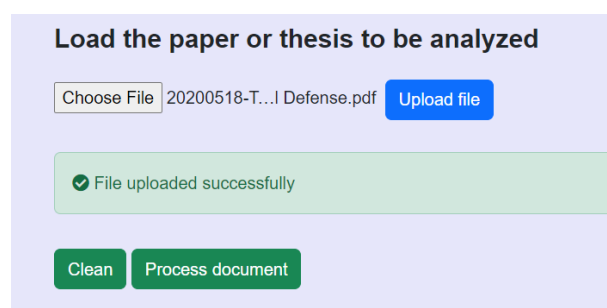 Load the paper or thesis to be analyzed
Choose File 20200518-T...l Defense.pdf Upload file
File uploaded successfully
Clean Process document